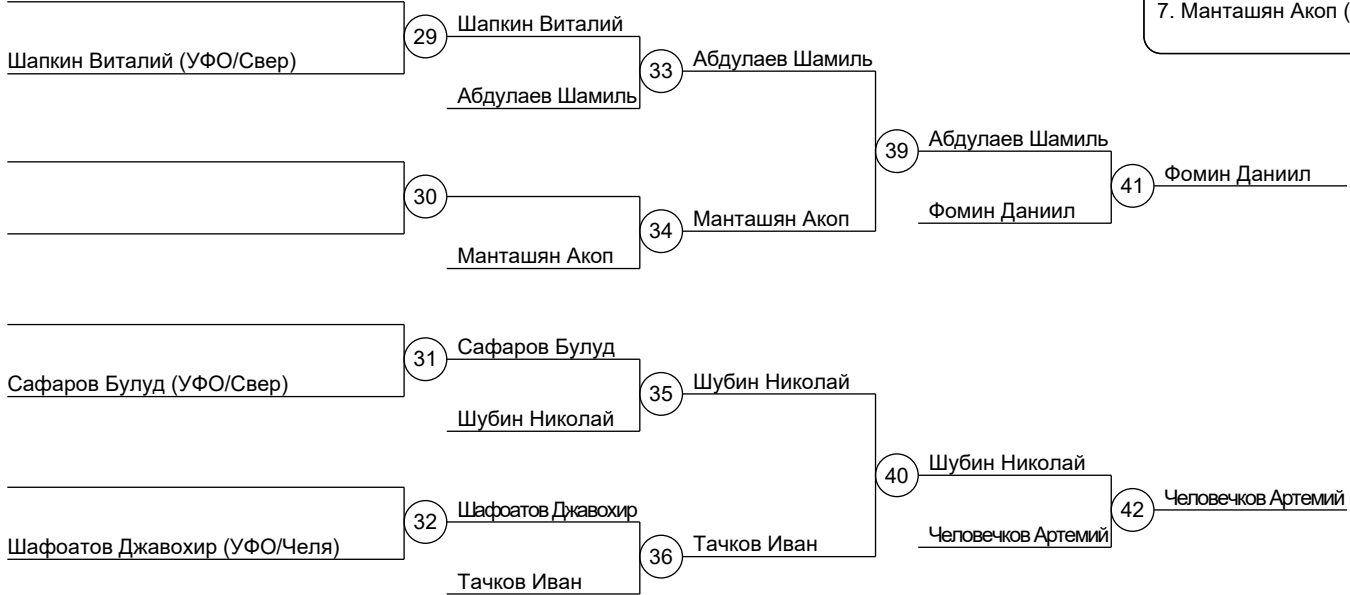 7. Манташян Акоп (
29
Шапкин Виталий
Шапкин Виталий (УФО/Свер)
33
Абдулаев Шамиль
Абдулаев Шамиль
39
Абдулаев Шамиль
30
41
Фомин Даниил
34
Манташян Акоп
Фомин Даниил
Манташян Акоп
31
Сафаров Булуд
Сафаров Булуд (УФО/Свер)
35
Шубин Николай
Шубин Николай
40
Шубин Николай
32
Шафоатов Джавохир
42
Человечков Артемий
Шафоатов Джавохир (УФО/Челя)
36
Тачков Иван
Человечков Артемий
Тачков Иван